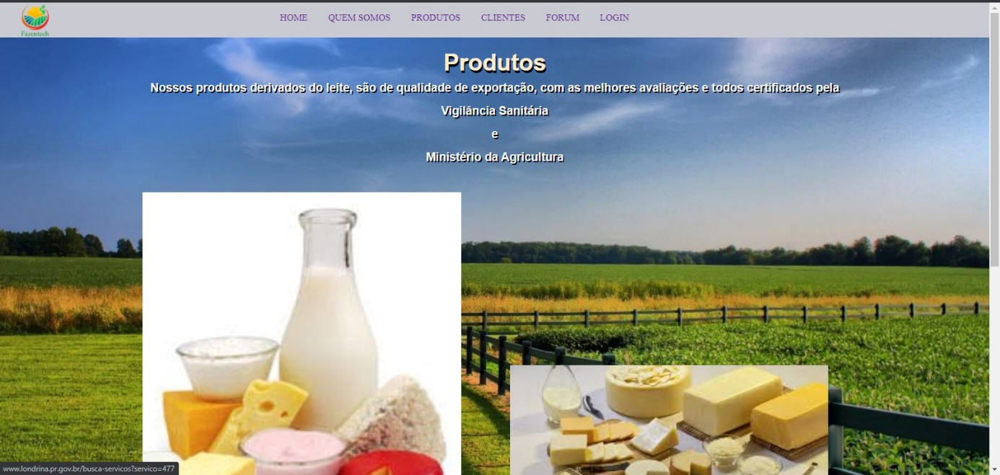 Fazentech
HOME QUEM SOMOS PRODUTOS CLIENTES FORUM LOGIN
Produtos
Nossos produtos derivados do leite, são de qualidade de exportação, com as melhores avaliações e todos certificados pela
Vigilância Sanitária
e
Ministério da Agricultura
www.londrina.pr.gov.br/busca-servicos?servico=477